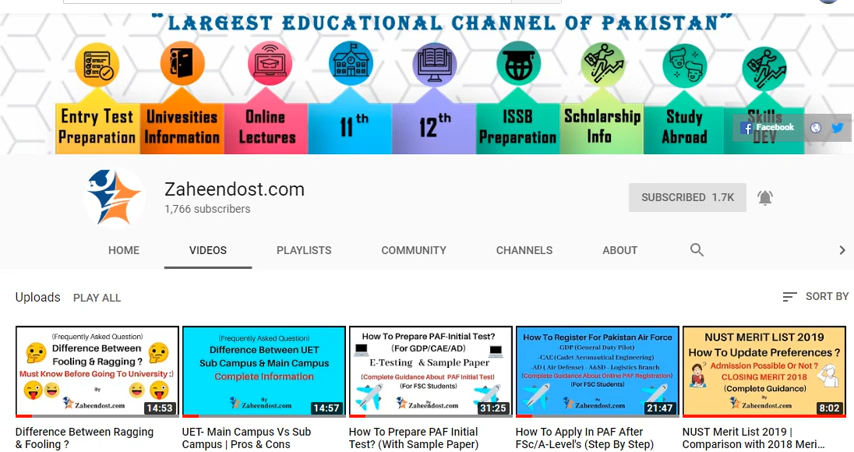 "LARGEST EDUCATIONAL CHANNEL OF PAKISTAN"
Entry Test
Preparation
Univesities
Information
Online
Lectures
11th
12th
ISSB
Preparation
Scholarship
Info
Study
Abroad
Skills
DEV
Facebook
Zaheendost.com
1,766 subscribers
SUBSCRIBED 1.7K
HOME VIDEOS PLAYLISTS COMMUNITY CHANNELS ABOUT
Uploads PLAY ALL
SORT BY
(Frequently Asked Question)
Difference Between
Fooling & Ragging ?
Must Know Before Going To University :)
By
Zaheendost.com
14:53
Difference Between Ragging
& Fooling ?
(Frequently Asked Question)
Difference Between UET
Sub Campus & Main Campus
Complete Information
By
Zaheendost.com
14:57
UET- Main Campus Vs Sub
Campus | Pros & Cons
How To Prepare PAF-Initial Test?
(For GDP/CAE/AD)
E-Testing & Sample Paper
(Complete Guidance About PAF Initial Test)
(For FSC Students)
By
Zaheendost.com
31:25
How To Prepare PAF Initial
Test? (With Sample Paper)
How To Register For Pakistan Air Force
-GDP (General Duty Pilot)
-CAE (Cadet Aeronautical Engineering)
-AD (Air Defense) - A&SD - Logistics Branch
(Complete Guidance About Online PAF Registration)
(For FSC Students)
By
Zaheendost.com
21:47
How To Apply In PAF After
FSc/A-Level's (Step By Step)
NUST MERIT LIST 2019
How To Update Preferences ?
Admission Possible Or Not ?
CLOSING MERIT 2018
(Complete Guidance)
By
Zaheendost.com
8:02
NUST Merit List 2019 |
Comparison with 2018 Meri...